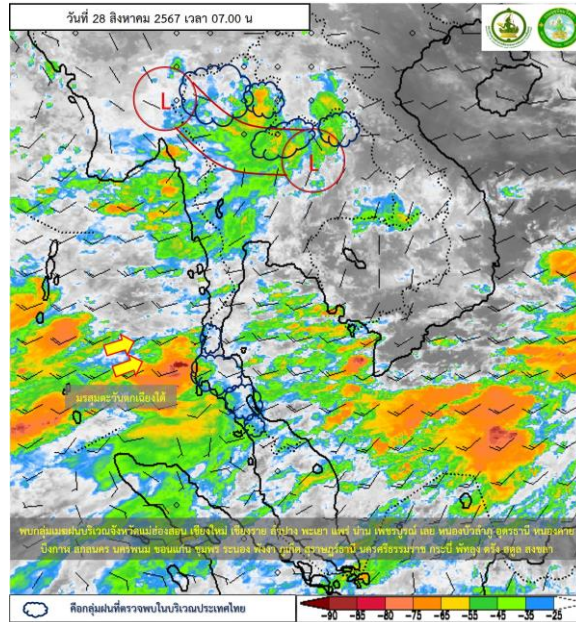 วันที่ 28 สิงหาคม 2567 เวลา 07.00 น
L
L
มรสุมตะวันตกเฉียงใต้
พบกลุ่มเมฆฝนบริเวณจังหวัดแม่ฮ่องสอน เชียงใหม่ เชียงราย ลำปาง พะเยา แพร่ น่าน เพชรบูรณ์ เลย หนองบัวลำภู อุดรธานี หนองคาย
บึงกาฬ สกลนคร นครพนม ขอนแก่น ชุมพร ระนอง พังงา ภูเก็ต สุราษฎร์ธานี นครศรีธรรมราช กระบี่ พัทลุง ตรัง สตูล สงขลา
คือกลุ่มฝนที่ตรวจพบในบริเวณประเทศไทย
-90 -85 -80 -75 -65 -55 -45 -35 -25